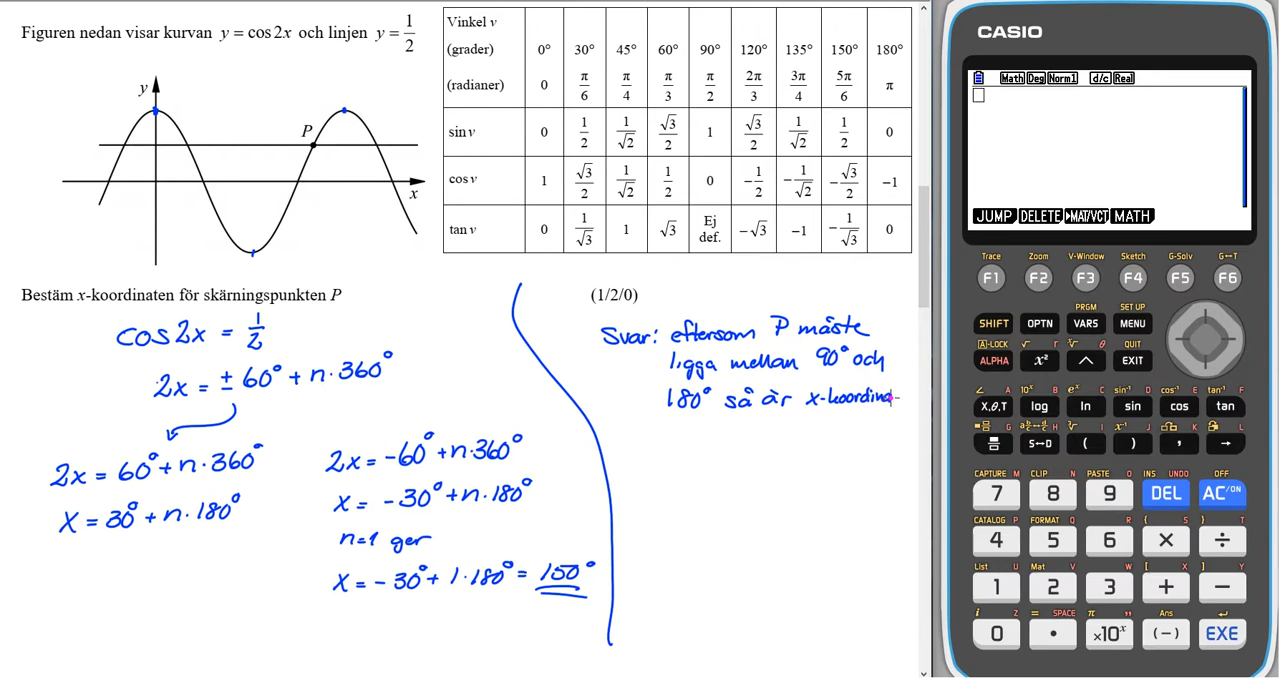 Figuren nedan visar kurvan y = cos 2x och linjen y = 1/2
y
P
x
Vinkel v (grader) 0° 30° 45° 60° 90° 120° 135° 150° 180°
(radianer) 0 π/6 π/4 π/3 π/2 2π/3 3π/4 5π/6 π
sin v 0 1/2 1/√2 √3/2 1 √3/2 1/√2 1/2 0
cos v 1 √3/2 1/√2 1/2 0 −1/2 −1/√2 −√3/2 −1
tan v 0 1/√3 1 √3 Ej def. −√3 −1 −1/√3 0
Bestäm x-koordinaten för skärningspunkten P (1/2/0)
cos 2x = 1/2
2x = ± 60° + n·360°
2x = 60° + n·360°
x = 30° + n·180°
2x = −60° + n·360°
x = −30° + n·180°
n=1 ger
x = −30° + 1·180° = 150°
Svar: eftersom P måste
ligga mellan 90° och
180° så är x-koordina
CASIO
Math Deg Norm1 d/c Real
JUMP DELETE ▶MAT/VCT MATH
Trace Zoom V-Window Sketch G-Solv G↔T
F1 F2 F3 F4 F5 F6
PRGM SET UP
SHIFT OPTN VARS MENU
A-LOCK √ r ∛ θ QUIT
ALPHA x² ^ EXIT
∠ A 10ˣ B eˣ C sin⁻¹ D cos⁻¹ E tan⁻¹ F
X,θ,T log ln sin cos tan
G H ∛ I x⁻¹ J K L
S↔D ( ) , →
CAPTURE M CLIP N PASTE O INS UNDO OFF
7 8 9 DEL AC/ON
CATALOG P FORMAT Q R { S } T
4 5 6 × ÷
List U Mat V W [ X ] Y
1 2 3 + −
i Z = SPACE π " Ans
0 • ×10ˣ (−) EXE